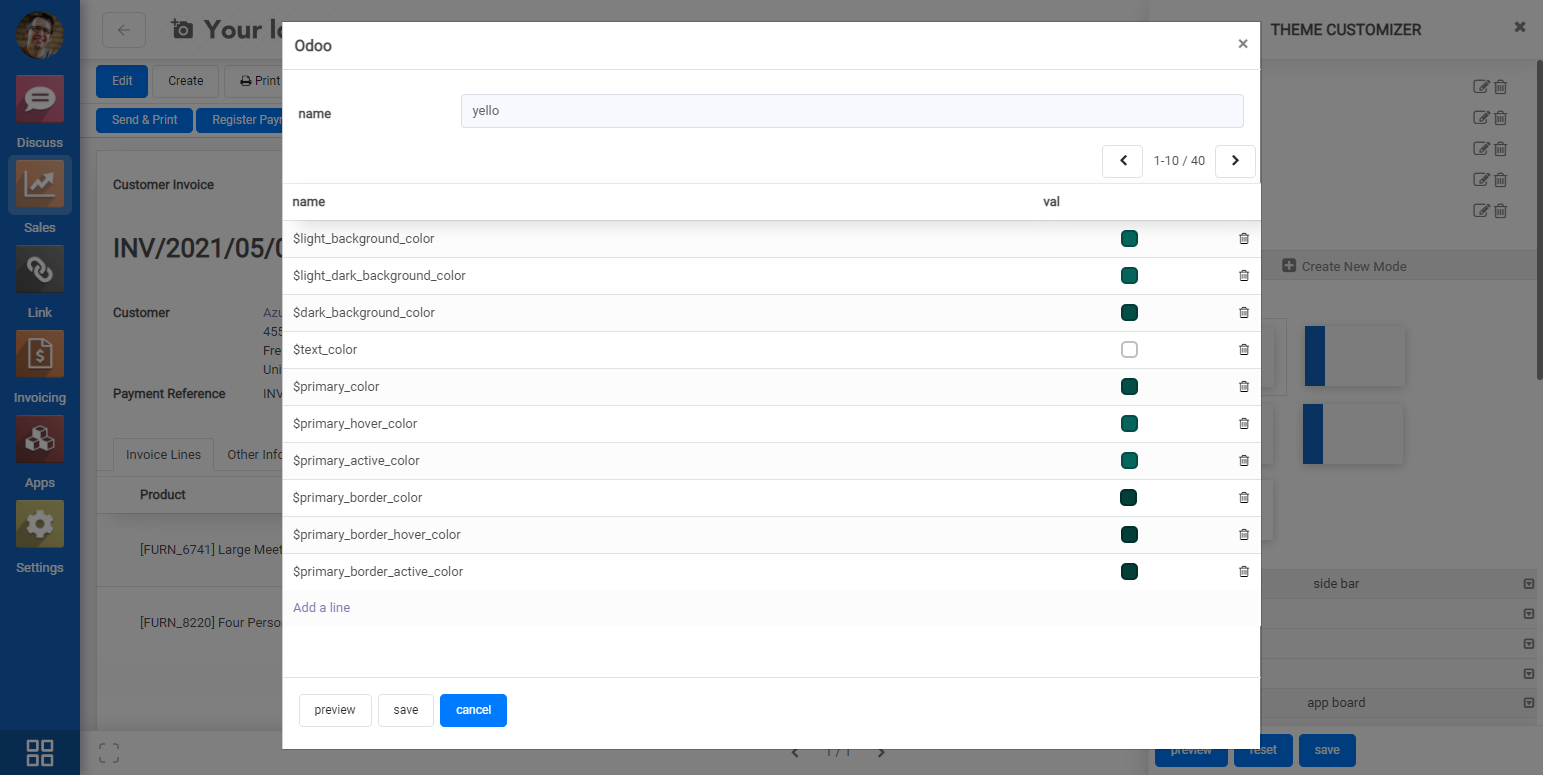 Your lo
THEME CUSTOMIZER
Odoo
×
Edit
Create
Print
name
yello
Send & Print
Register Payr
Discuss
1-10 / 40
Customer Invoice
name
val
Sales
INV/2021/05/0
$light_background_color
$light_dark_background_color
Create New Mode
Link
Customer
Azu
$dark_background_color
455
Fre
$text_color
Uni
Invoicing
Payment Reference
INV
$primary_color
$primary_hover_color
Invoice Lines
Other Info
$primary_active_color
Apps
Product
$primary_border_color
$primary_border_hover_color
[FURN_6741] Large Meet
Settings
$primary_border_active_color
side bar
Add a line
[FURN_8220] Four Perso
app board
preview
save
cancel
1 / 1
preview
reset
save